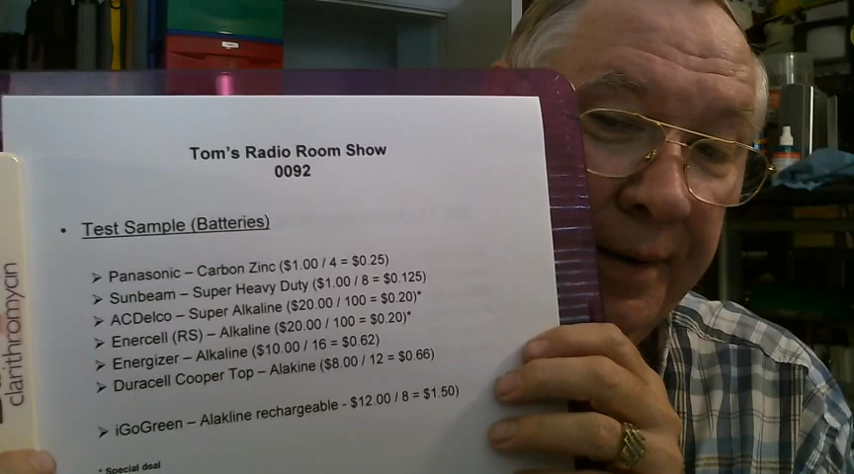 Tom's Radio Room Show
0092
• Test Sample (Batteries)
➢ Panasonic – Carbon Zinc ($1.00 / 4 = $0.25)
➢ Sunbeam – Super Heavy Duty ($1.00 / 8 = $0.125)
➢ ACDelco – Super Alkaline ($20.00 / 100 = $0.20)*
➢ Enercell (RS) – Alkaline ($20.00 / 100 = $0.20)*
➢ Energizer – Alkaline ($10.00 / 16 = $0.62)
➢ Duracell Cooper Top – Alakine ($8.00 / 12 = $0.66)
➢ iGoGreen – Alakline rechargeable - $12.00 / 8 = $1.50)
* Special deal
clarithromycin